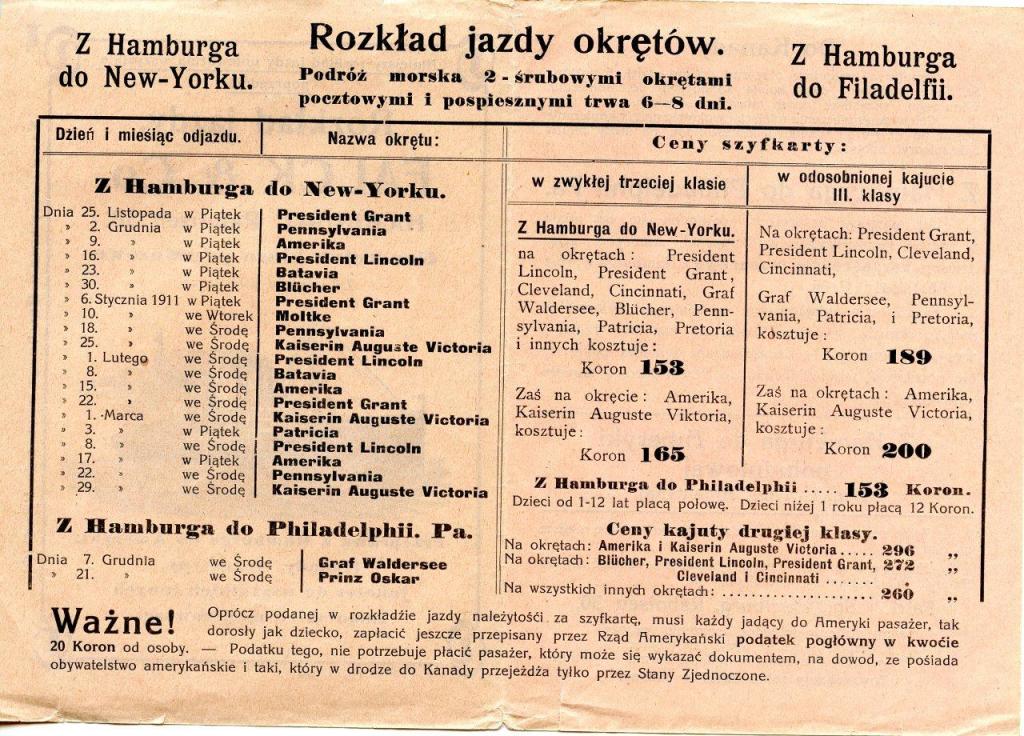 Z Hamburga
do New-Yorku.
Rozkład jazdy okrętów.
Podróż morska 2-śrubowymi okrętami
pocztowymi i pospiesznymi trwa 6—8 dni.
Z Hamburga
do Filadelfii.
Dzień i miesiąc odjazdu.
Nazwa okrętu:
Z Hamburga do New-Yorku.
Dnia 25. Listopada w Piątek President Grant
» 2. Grudnia w Piątek Pennsylvania
» 9. » w Piątek Amerika
» 16. » w Piątek President Lincoln
» 23. » w Piątek Batavia
» 30. » w Piątek Blücher
» 6. Stycznia 1911 w Piątek President Grant
» 10. » we Wtorek Moltke
» 18. » we Środę Pennsylvania
» 25. » we Środę Kaiserin Auguste Victoria
» 1. Lutego we Środę President Lincoln
» 8. » we Środę Batavia
» 15. » we Środę Amerika
» 22. » we Środę President Grant
» 1. Marca we Środę Kaiserin Auguste Victoria
» 3. » w Piątek Patricia
» 8. » we Środę President Lincoln
» 17. » w Piątek Amerika
» 22. » we Środę Pennsylvania
» 29. » we Środę Kaiserin Auguste Victoria
Z Hamburga do Philadelphii. Pa.
Dnia 7. Grudnia we Środę Graf Waldersee
» 21. » we Środę Prinz Oskar
Ceny szyfkarty:
w zwykłej trzeciej klasie
Z Hamburga do New-Yorku.
na okrętach: President
Lincoln, President Grant,
Cleveland, Cincinnati, Graf
Waldersee, Blücher, Penn-
sylvania, Patricia, Pretoria
i innych kosztuje:
Koron 153
Zaś na okręcie: Amerika,
Kaiserin Auguste Viktoria,
kosztuje:
Koron 165
w odosobnionej kajucie
III. klasy
Na okrętach: President Grant,
President Lincoln, Cleveland,
Cincinnati,
Graf Waldersee, Pennsyl-
vania, Patricia, i Pretoria,
kosztuje:
Koron 189
Zaś na okrętach: Amerika,
Kaiserin Auguste Victoria,
kosztuje:
Koron 200
Z Hamburga do Philadelphii ..... 153 Koron.
Dzieci od 1-12 lat placą połowę. Dzieci niżej 1 roku płacą 12 Koron.
Ceny kajuty drugiej klasy.
Na okrętach: Amerika i Kaiserin Auguste Victoria..... 296 „
Na okrętach: Blücher, President Lincoln, President Grant, 272 „
Cleveland i Cincinnati .......
Na wszystkich innych okrętach: ...................... 260 „
Ważne! Oprócz podanej w rozkładzie jazdy należytośći za szyfkartę, musi każdy jadący do Ameryki pasażer, tak
dorosły jak dziecko, zapłacić jeszcze przepisany przez Rząd Amerykański podatek pogłówny w kwocie
20 Koron od osoby. — Podatku tego, nie potrzebuje płacić pasażer, który może się wykazać dokumentem, na dowod, ze pośiada
obywatelstwo amerykańskie i taki, który w drodze do Kanady przejeżdża tylko przez Stany Zjednoczone.